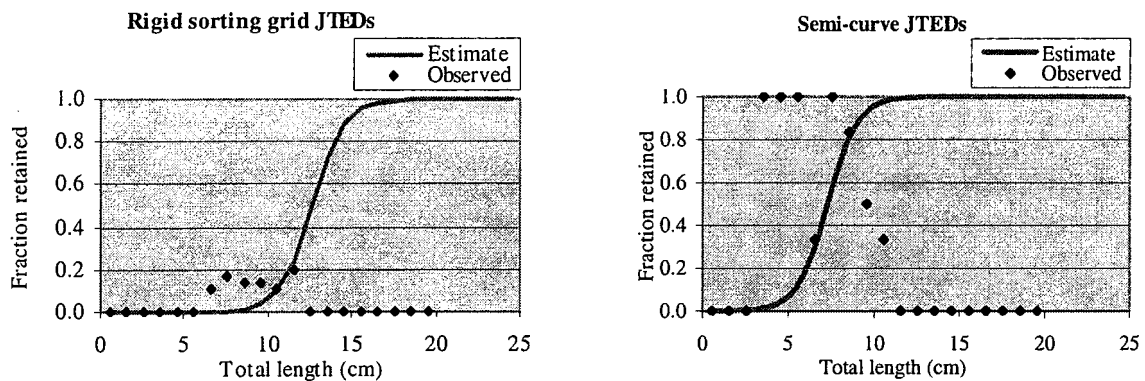 Rigid sorting grid JTEDs
Estimate
Observed
Fraction retained
1.0
0.8
0.6
0.4
0.2
0.0
0 5 10 15 20 25
Total length (cm)
Semi-curve JTEDs
Estimate
Observed
Fraction retained
1.0
0.8
0.6
0.4
0.2
0.0
0 5 10 15 20 25
Total length (cm)